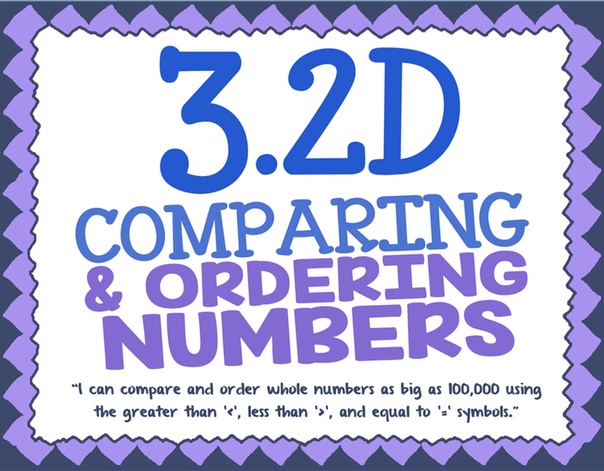 3.2D
COMPARING
& ORDERING
NUMBERS
"I can compare and order whole numbers as big as 100,000 using
the greater than '<', less than '>', and equal to '=' symbols."